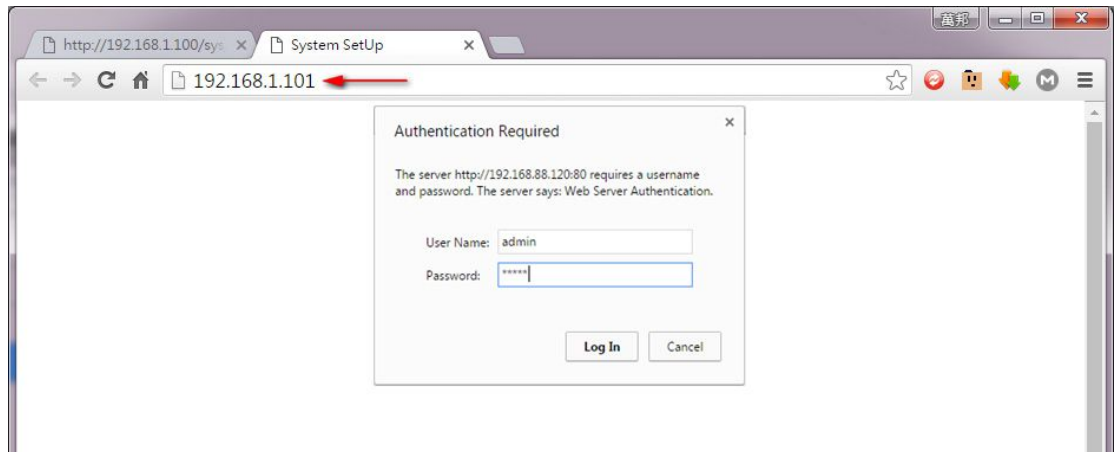 萬邦
http://192.168.1.100/sys
System SetUp
192.168.1.101
Authentication Required
The server http://192.168.88.120:80 requires a username
and password. The server says: Web Server Authentication.
User Name: admin
Password: *****
Log In Cancel